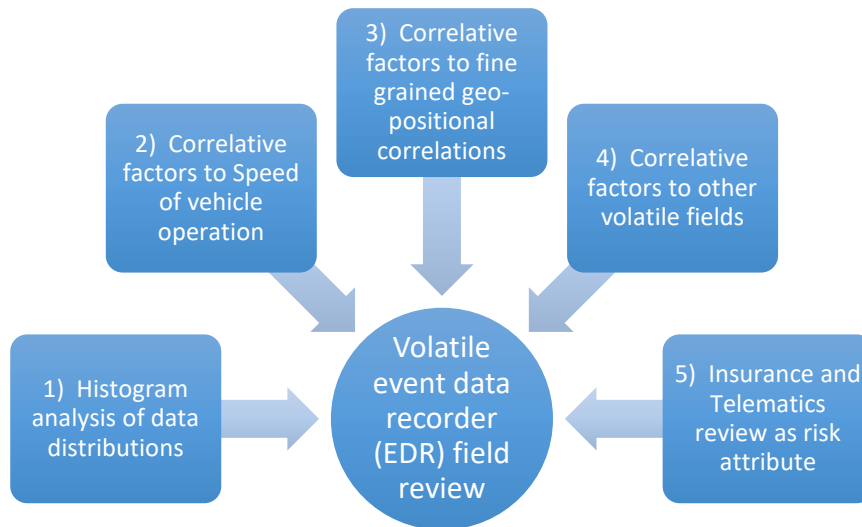 1) Histogram
analysis of data
distributions
2) Correlative
factors to Speed
of vehicle
operation
3) Correlative
factors to fine
grained geo-
positional
correlations
4) Correlative
factors to other
volatile fields
5) Insurance and
Telematics
review as risk
attribute
Volatile
event data
recorder
(EDR) field
review